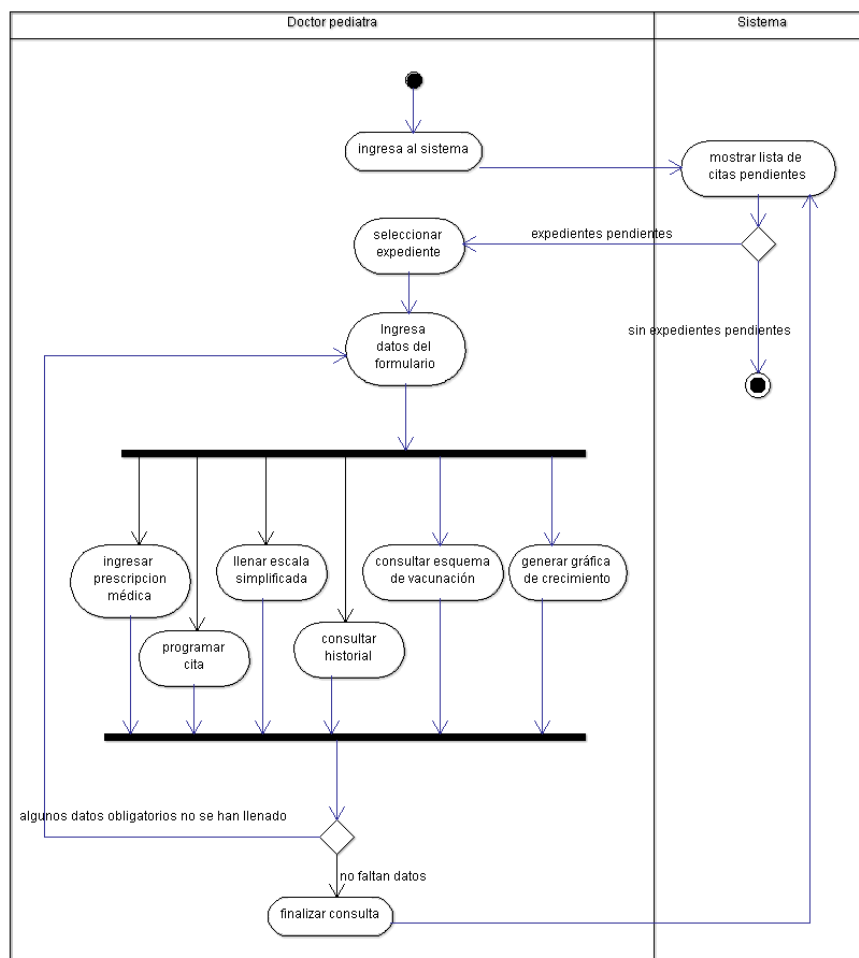 Doctor pediatra
Sistema
ingresa al sistema
mostrar lista de
citas pendientes
seleccionar
expediente
expedientes pendientes
sin expedientes pendientes
Ingresa
datos del
formulario
ingresar
prescripcion
médica
programar
cita
llenar escala
simplificada
consultar
historial
consultar esquema
de vacunación
generar gráfica
de crecimiento
algunos datos obligatorios no se han llenado
no faltan datos
finalizar consulta